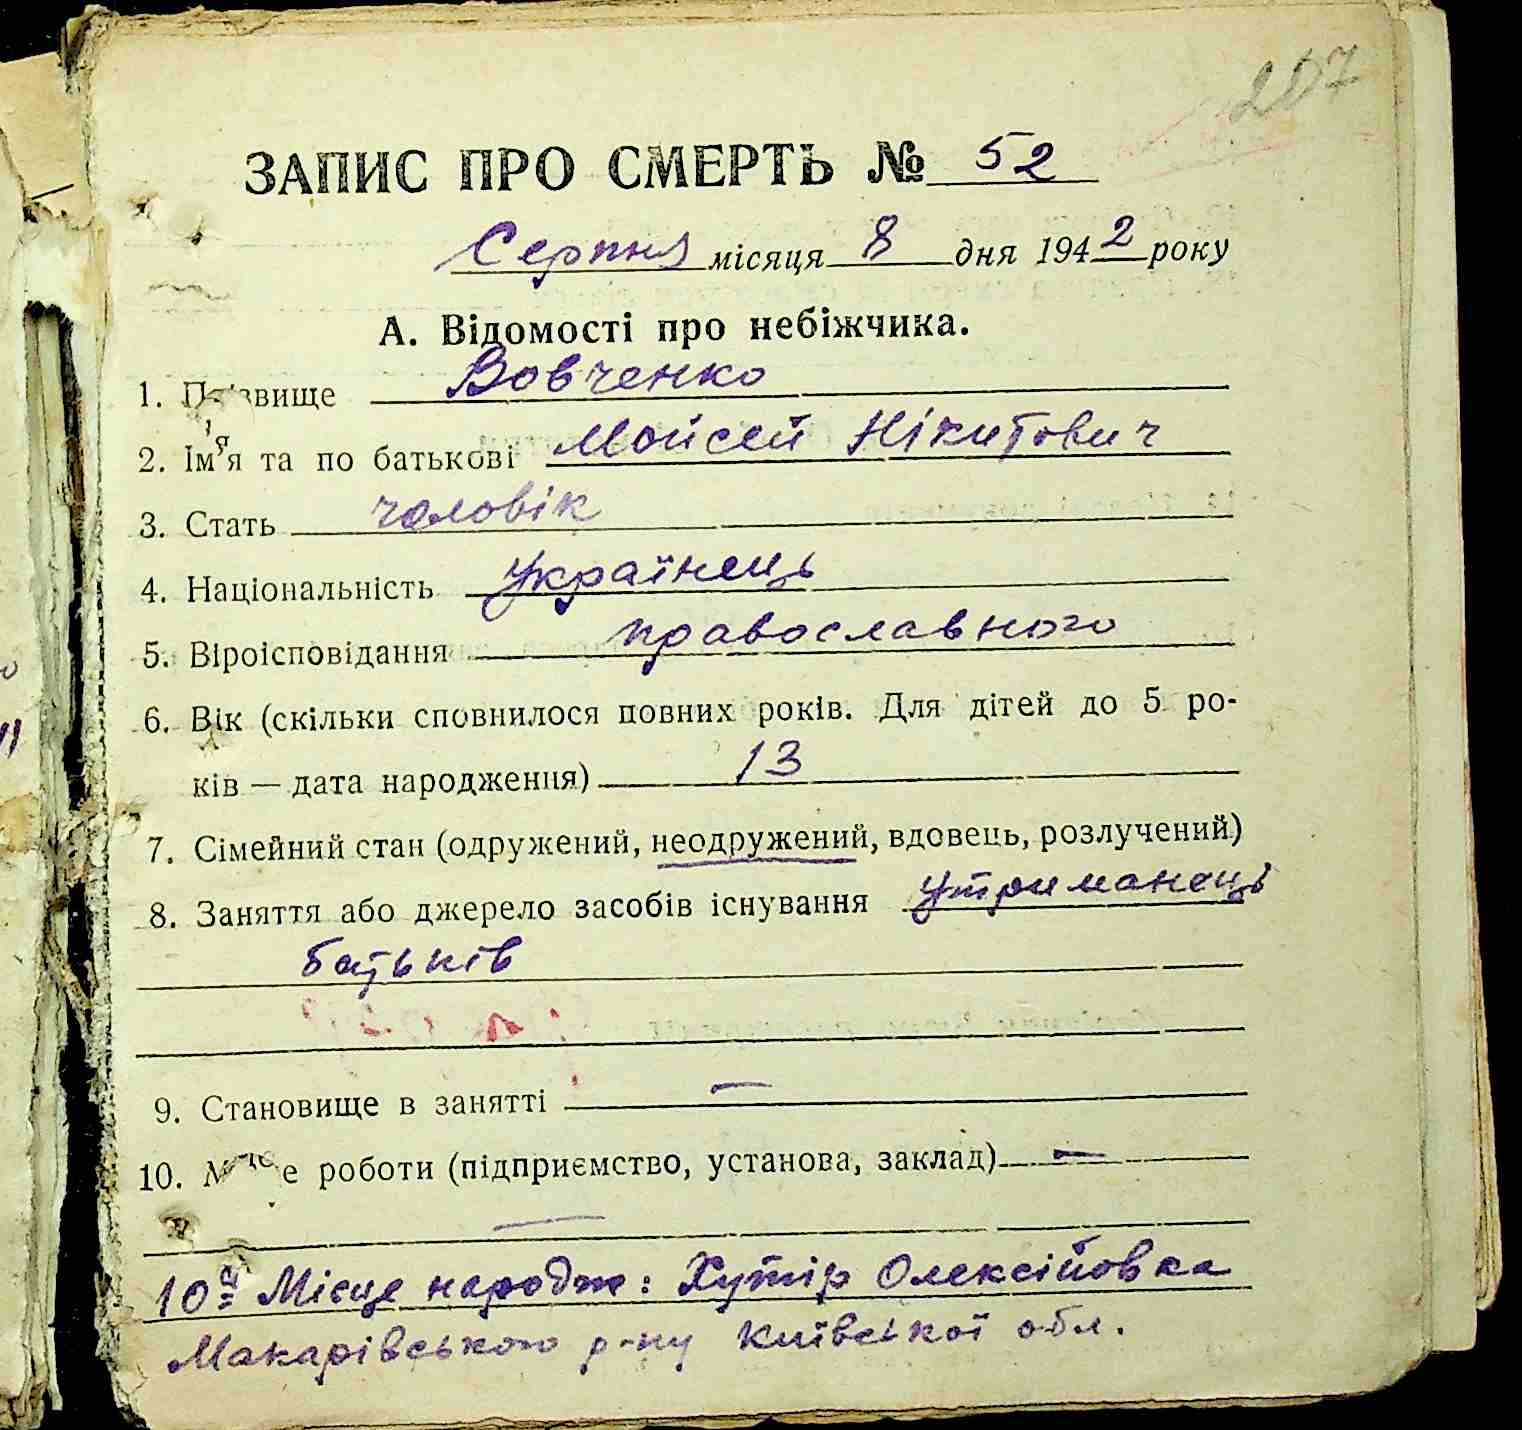 207
ЗАПИС ПРО СМЕРТЬ № 52
Серпня місяця 8 дня 1942 року
А. Відомості про небіжчика.
1. Прізвище Вовченко
2. Ім'я та по батькові Мойсей Нікитович
3. Стать чоловік
4. Національність Українець
5. Віроісповідання православного
6. Вік (скільки сповнилося повних років. Для дітей до 5 ро-
ків — дата народження) 13
7. Сімейний стан (одружений, неодружений, вдовець, розлучений)
8. Заняття або джерело засобів існування Утриманець
батьків
9. Становище в занятті —
10. Місце роботи (підприємство, установа, заклад) —
—
10а Місце народж: Хутір Олексійовка
Макарівського р-ну Київської обл.